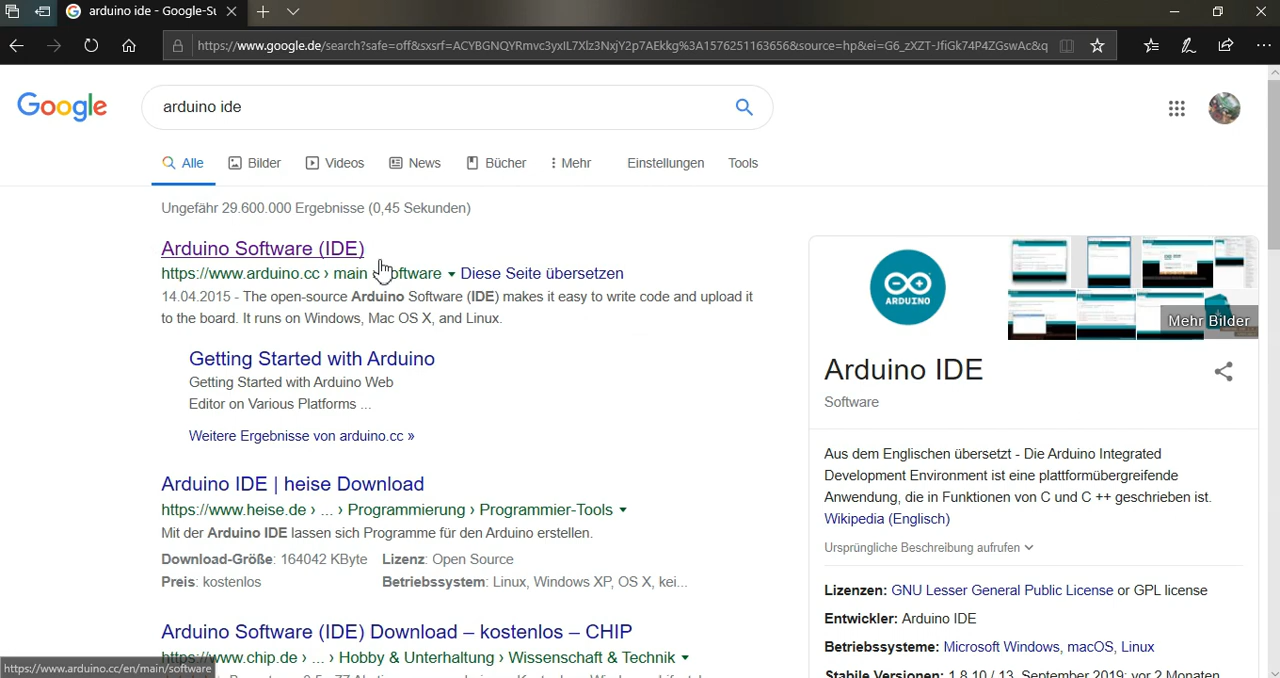 arduino ide - Google-Su
https://www.google.de/search?safe=off&sxsrf=ACYBGNQYRmvc3yxIL7Xlz3NxjY2p7AEkkg%3A1576251163656&source=hp&ei=G6_zXZT-JfiGk74P4ZGswAc&q
Google
arduino ide
Alle Bilder Videos News Bücher Mehr Einstellungen Tools
Ungefähr 29.600.000 Ergebnisse (0,45 Sekunden)
Arduino Software (IDE)
https://www.arduino.cc › main software Diese Seite übersetzen
14.04.2015 - The open-source Arduino Software (IDE) makes it easy to write code and upload it
to the board. It runs on Windows, Mac OS X, and Linux.
Getting Started with Arduino
Getting Started with Arduino Web
Editor on Various Platforms ...
Weitere Ergebnisse von arduino.cc »
Arduino IDE | heise Download
https://www.heise.de › ... › Programmierung › Programmier-Tools
Mit der Arduino IDE lassen sich Programme für den Arduino erstellen.
Download-Größe: 164042 KByte Lizenz: Open Source
Preis: kostenlos Betriebssystem: Linux, Windows XP, OS X, kei...
Arduino Software (IDE) Download – kostenlos – CHIP
https://www.chip.de › ... › Hobby & Unterhaltung › Wissenschaft & Technik
https://www.arduino.cc/en/main/software
ARDUINO
Mehr Bilder
Arduino IDE
Software
Aus dem Englischen übersetzt - Die Arduino Integrated
Development Environment ist eine plattformübergreifende
Anwendung, die in Funktionen von C und C ++ geschrieben ist.
Wikipedia (Englisch)
Ursprüngliche Beschreibung aufrufen
Lizenzen: GNU Lesser General Public License or GPL license
Entwickler: Arduino IDE
Betriebssysteme: Microsoft Windows, macOS, Linux
Stabile Versionen: 1.8.10 / 13. September 2019; vor 2 Monaten